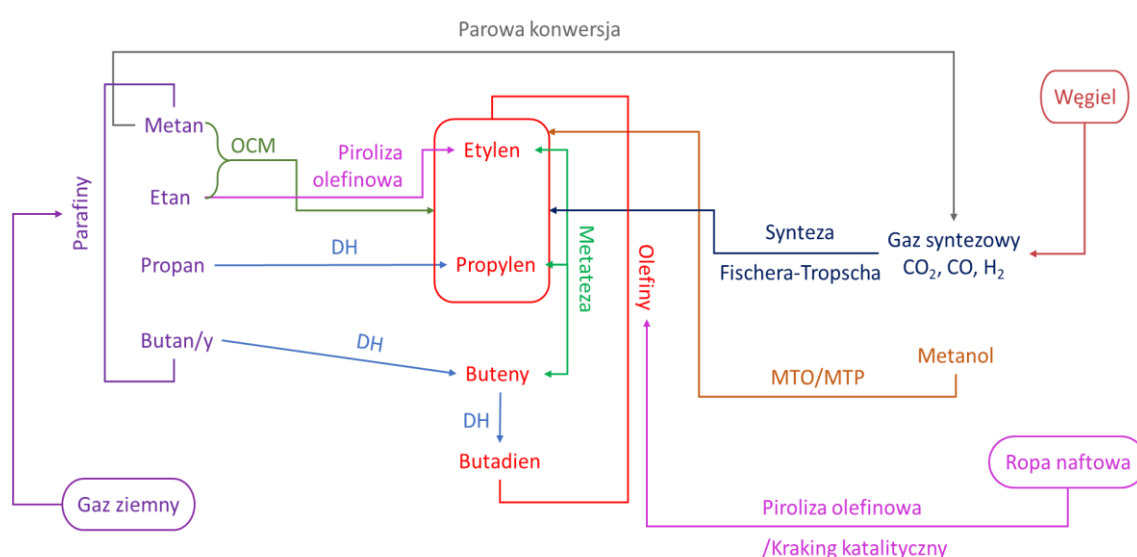 Parowa konwersja
Węgiel
Metan
OCM
Piroliza
olefinowa
Etylen
Etan
Parafiny
Propan
DH
Propylen
Metateza
Olefiny
Synteza
Fischera-Tropscha
Gaz syntezowy
CO₂, CO, H₂
Butan/y
DH
Buteny
MTO/MTP
Metanol
DH
Butadien
Gaz ziemny
Ropa naftowa
Piroliza olefinowa
/Kraking katalityczny